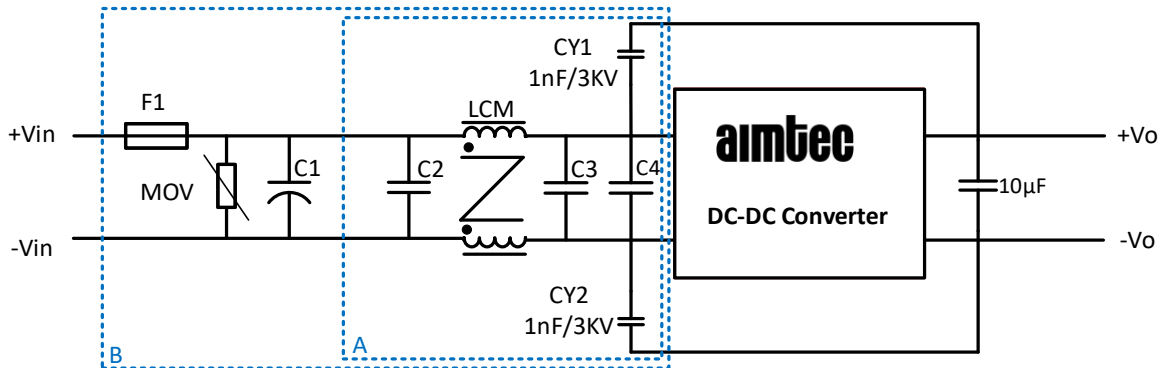 CY1
1nF/3KV
F1
LCM
+Vin
MOV
C1
C2
C3
C4
aimtec
DC-DC Converter
+Vo
10µF
-Vin
-Vo
CY2
1nF/3KV
B
A